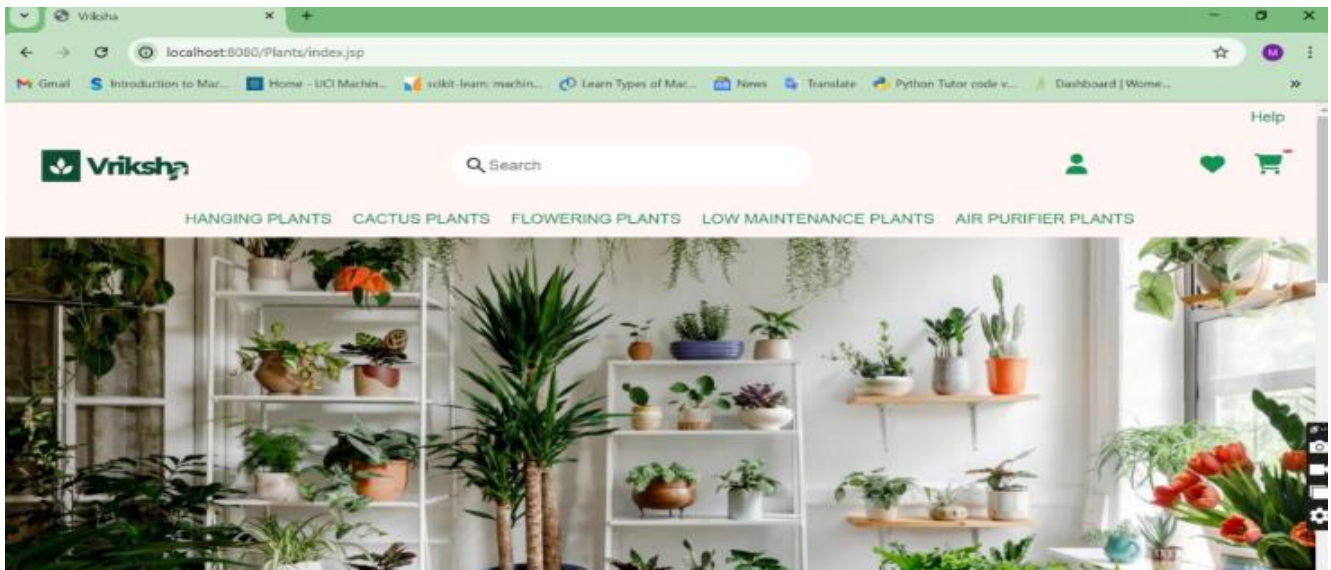 Vriksha
localhost:8080/Plants/index.jsp
Gmail Introduction to Mar... Home - UCI Machin... scikit-learn: machin... Learn Types of Mac... News Translate Python Tutor code v... Dashboard | Wome...
Help
Vriksha
Search
HANGING PLANTS CACTUS PLANTS FLOWERING PLANTS LOW MAINTENANCE PLANTS AIR PURIFIER PLANTS